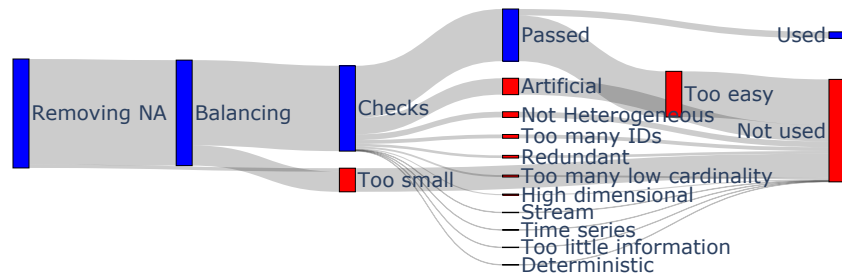 Removing NA
Balancing
Checks
Too small
Passed
Artificial
Not Heterogeneous
Too many IDs
Redundant
Too many low cardinality
High dimensional
Stream
Time series
Too little information
Deterministic
Too easy
Used
Not used